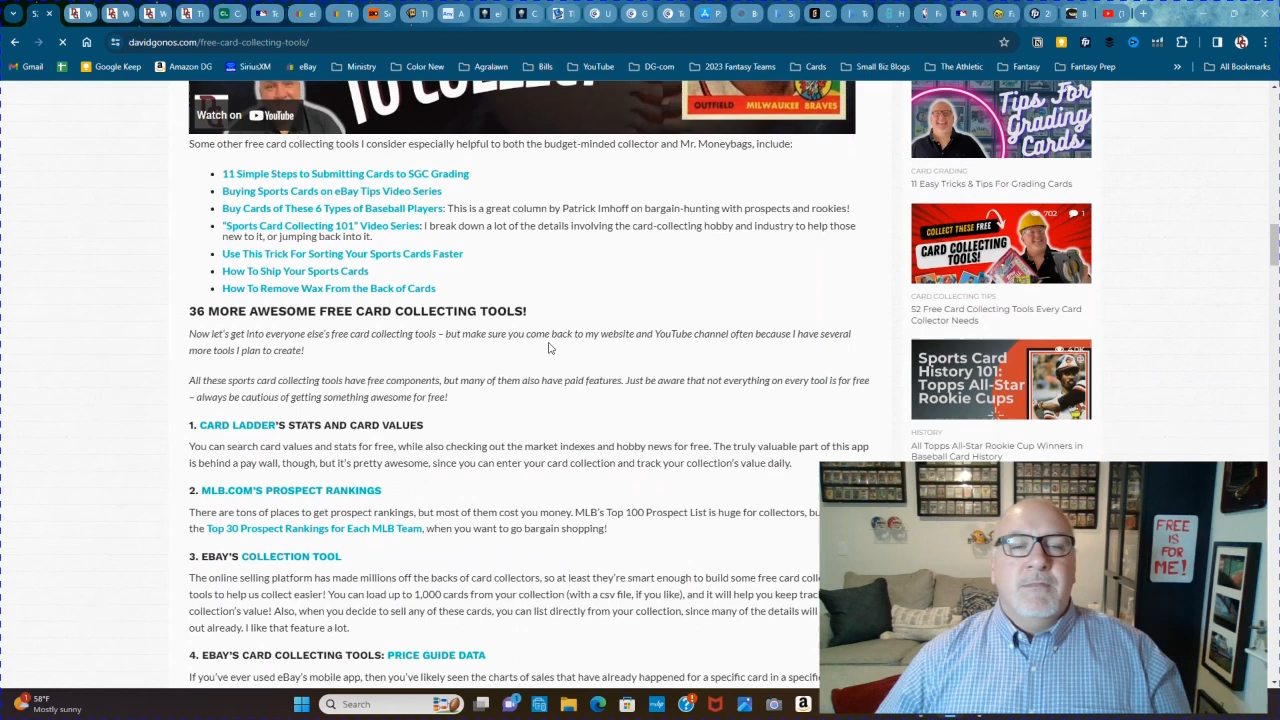 davidgonos.com/free-card-collecting-tools/
Gmail
Google Keep
Amazon DG
SiriusXM
eBay
Ministry
Color New
Agralawn
Bills
YouTube
DG-com
2023 Fantasy Teams
Cards
Small Biz Blogs
The Athletic
Fantasy
Fantasy Prep
All Bookmarks
10 COLLECT
OUTFIELD MILWAUKEE BRAVES
Watch on YouTube
Some other free card collecting tools I consider especially helpful to both the budget-minded collector and Mr. Moneybags, include:
11 Simple Steps to Submitting Cards to SGC Grading
Buying Sports Cards on eBay Tips Video Series
Buy Cards of These 6 Types of Baseball Players: This is a great column by Patrick Imhoff on bargain-hunting with prospects and rookies!
“Sports Card Collecting 101” Video Series: I break down a lot of the details involving the card-collecting hobby and industry to help those
new to it, or jumping back into it.
Use This Trick For Sorting Your Sports Cards Faster
How To Ship Your Sports Cards
How To Remove Wax From the Back of Cards
36 MORE AWESOME FREE CARD COLLECTING TOOLS!
Now let’s get into everyone else’s free card collecting tools – but make sure you come back to my website and YouTube channel often because I have several
more tools I plan to create!
All these sports card collecting tools have free components, but many of them also have paid features. Just be aware that not everything on every tool is for free
– always be cautious of getting something awesome for free!
1. CARD LADDER’S STATS AND CARD VALUES
You can search card values and stats for free, while also checking out the market indexes and hobby news for free. The truly valuable part of this app
is behind a pay wall, though, but it’s pretty awesome, since you can enter your card collection and track your collection’s value daily.
2. MLB.COM’S PROSPECT RANKINGS
There are tons of places to get prospect rankings, but most of them cost you money. MLB’s Top 100 Prospect List is huge for collectors, bu
the Top 30 Prospect Rankings for Each MLB Team, when you want to go bargain shopping!
3. EBAY’S COLLECTION TOOL
The online selling platform has made millions off the backs of card collectors, so at least they’re smart enough to build some free card colle
tools to help us collect easier! You can load up to 1,000 cards from your collection (with a csv file, if you like), and it will help you keep trac
collection’s value! Also, when you decide to sell any of these cards, you can list directly from your collection, since many of the details will
out already. I like that feature a lot.
4. EBAY’S CARD COLLECTING TOOLS: PRICE GUIDE DATA
If you’ve ever used eBay’s mobile app, then you’ve likely seen the charts of sales that have already happened for a specific card in a specifi
Tips For
Grading
Cards
CARD GRADING
11 Easy Tricks & Tips For Grading Cards
702 1
COLLECT THESE FREE
CARD COLLECTING
TOOLS!
CARD COLLECTING TIPS
52 Free Card Collecting Tools Every Card
Collector Needs
Sports Card
History 101:
Topps All-Star
Rookie Cups
HISTORY
All Topps All-Star Rookie Cup Winners in
Baseball Card History
FREE
IS FOR
ME!
58°F
Mostly sunny
Search